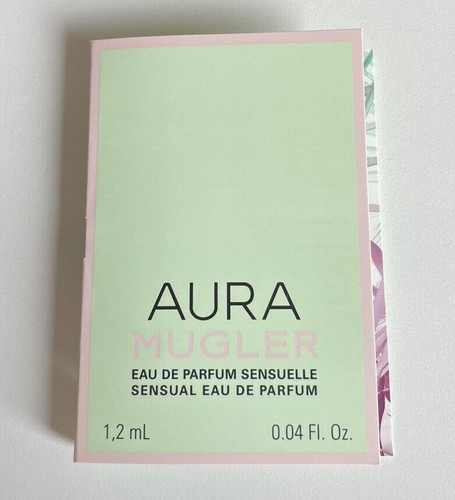 AURA
MUGLER
EAU DE PARFUM SENSUELLE
SENSUAL EAU DE PARFUM
1,2 mL 0.04 Fl. Oz.